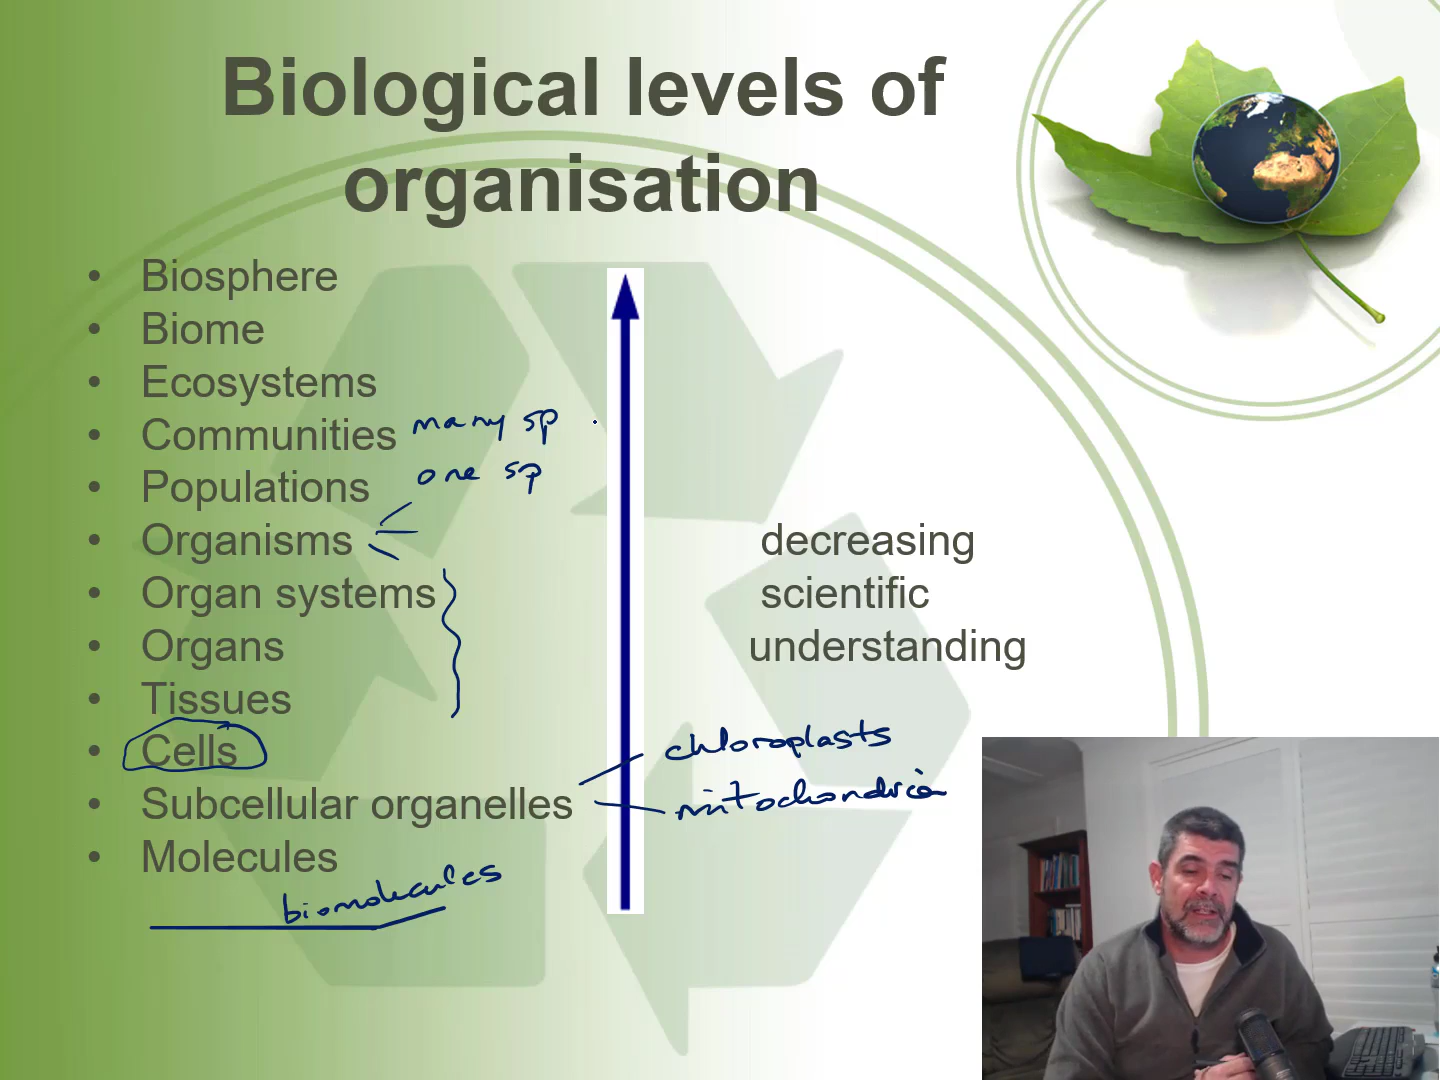 Biological levels of
organisation
• Biosphere
• Biome
• Ecosystems
• Communities many sp
• Populations one sp
• Organisms
• Organ systems
• Organs
• Tissues
• Cells
• Subcellular organelles
• Molecules
biomolecules
decreasing
scientific
understanding
chloroplasts
mitochondria